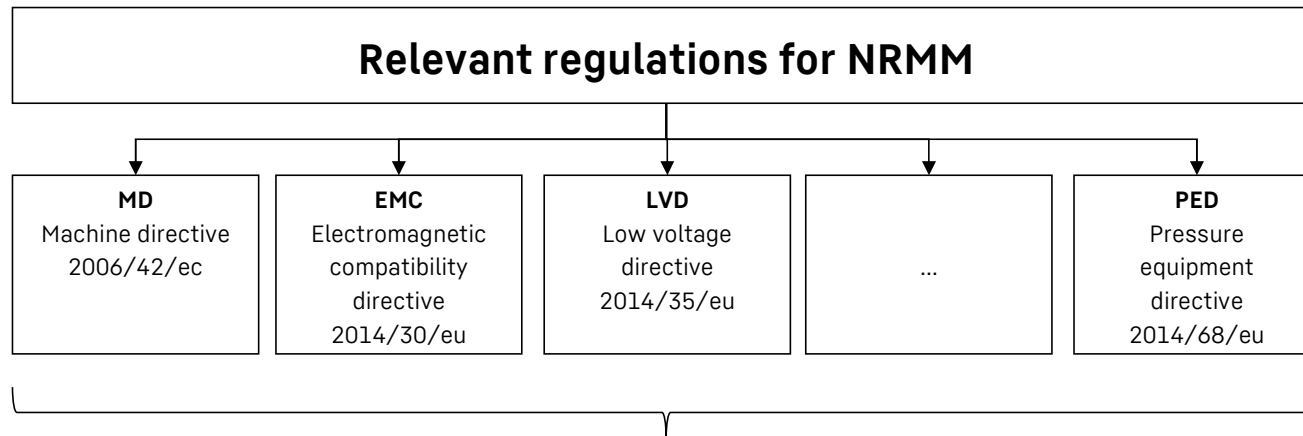 Relevant regulations for NRMM
MD
Machine directive
2006/42/ec
EMC
Electromagnetic
compatibility
directive
2014/30/eu
LVD
Low voltage
directive
2014/35/eu
...
PED
Pressure
equipment
directive
2014/68/eu